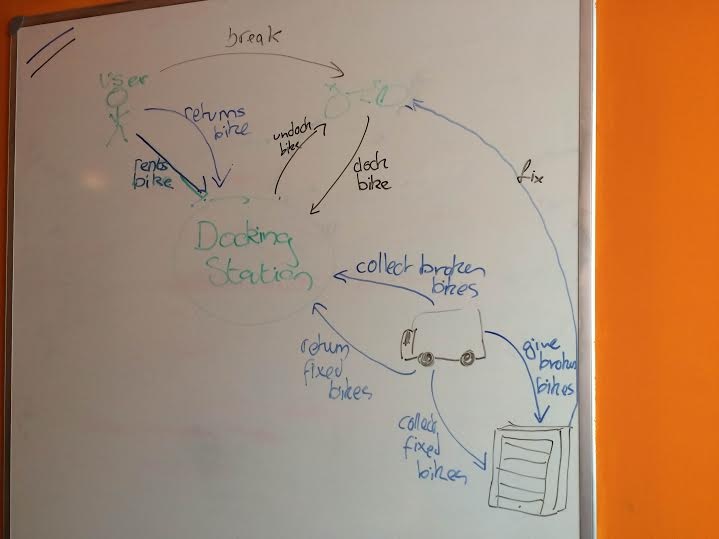 break
User
returns
bike
rents
bike
undock
bike
dock
bike
fix
Docking
Station
collect broken
bikes
return
fixed
bikes
give
broken
bikes
collect
fixed
bikes